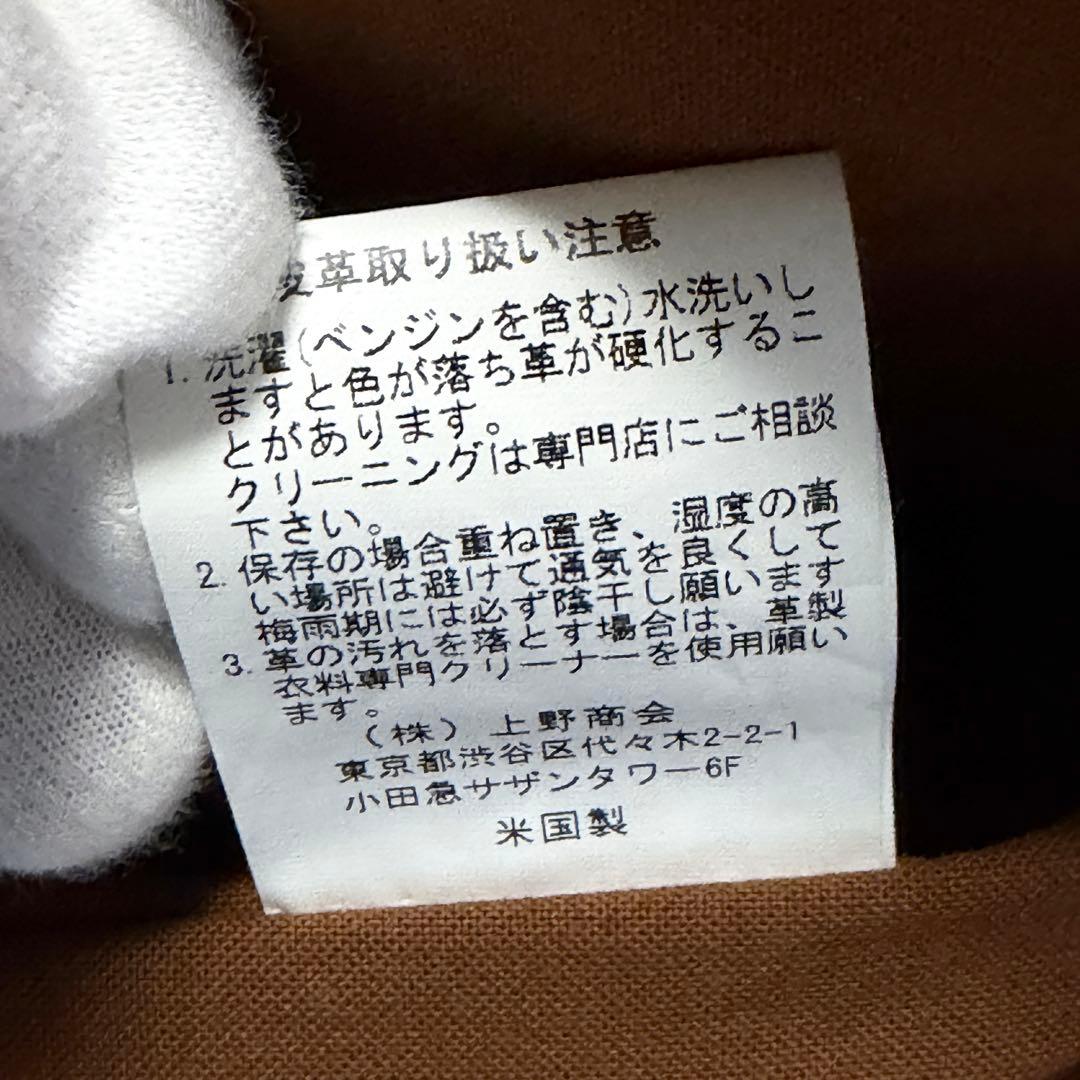 皮革取り扱い注意
1. 洗濯(ベンジンを含む)水洗いし
ますと色が落ち革が硬化するこ
とがあります。
クリーニングは専門店にご相談
下さい。
2. 保存の場合重ね置き、湿度の高
い場所は避けて通気を良くして
梅雨期には必ず陰干し願います
3. 革の汚れを落とす場合は、革製
衣料専門クリーナーを使用願い
ます。
(株) 上野商会
東京都渋谷区代々木2-2-1
小田急サザンタワー6F
米国製